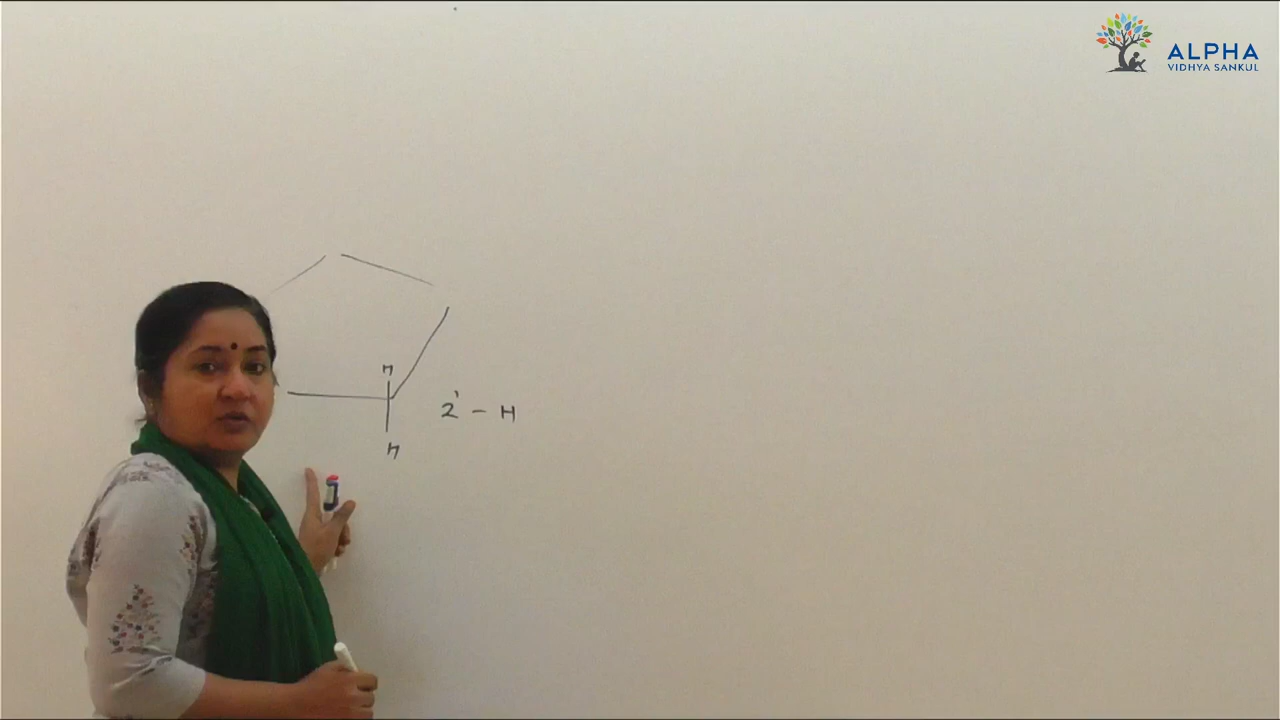 ALPHA
VIDHYA SANKUL
H
2' - H
H